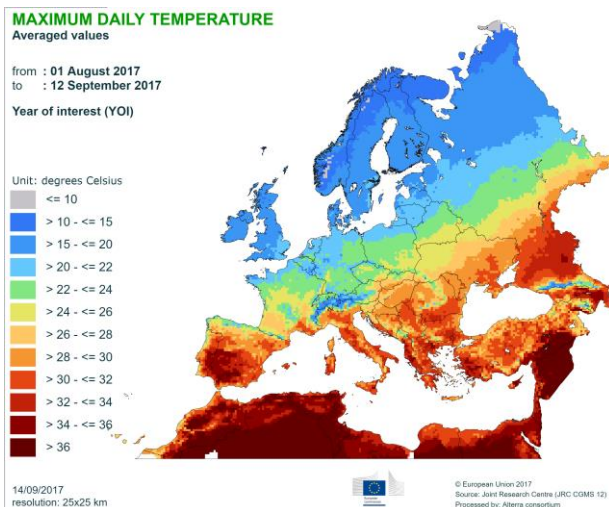 MAXIMUM DAILY TEMPERATURE
Averaged values
from : 01 August 2017
to : 12 September 2017
Year of interest (YOI)
Unit: degrees Celsius
<= 10
> 10 - <= 15
> 15 - <= 20
> 20 - <= 22
> 22 - <= 24
> 24 - <= 26
> 26 - <= 28
> 28 - <= 30
> 30 - <= 32
> 32 - <= 34
> 34 - <= 36
> 36
14/09/2017
resolution: 25x25 km
© European Union 2017
Source: Joint Research Centre (JRC CGMS 12)
Processed by: Alterra consortium